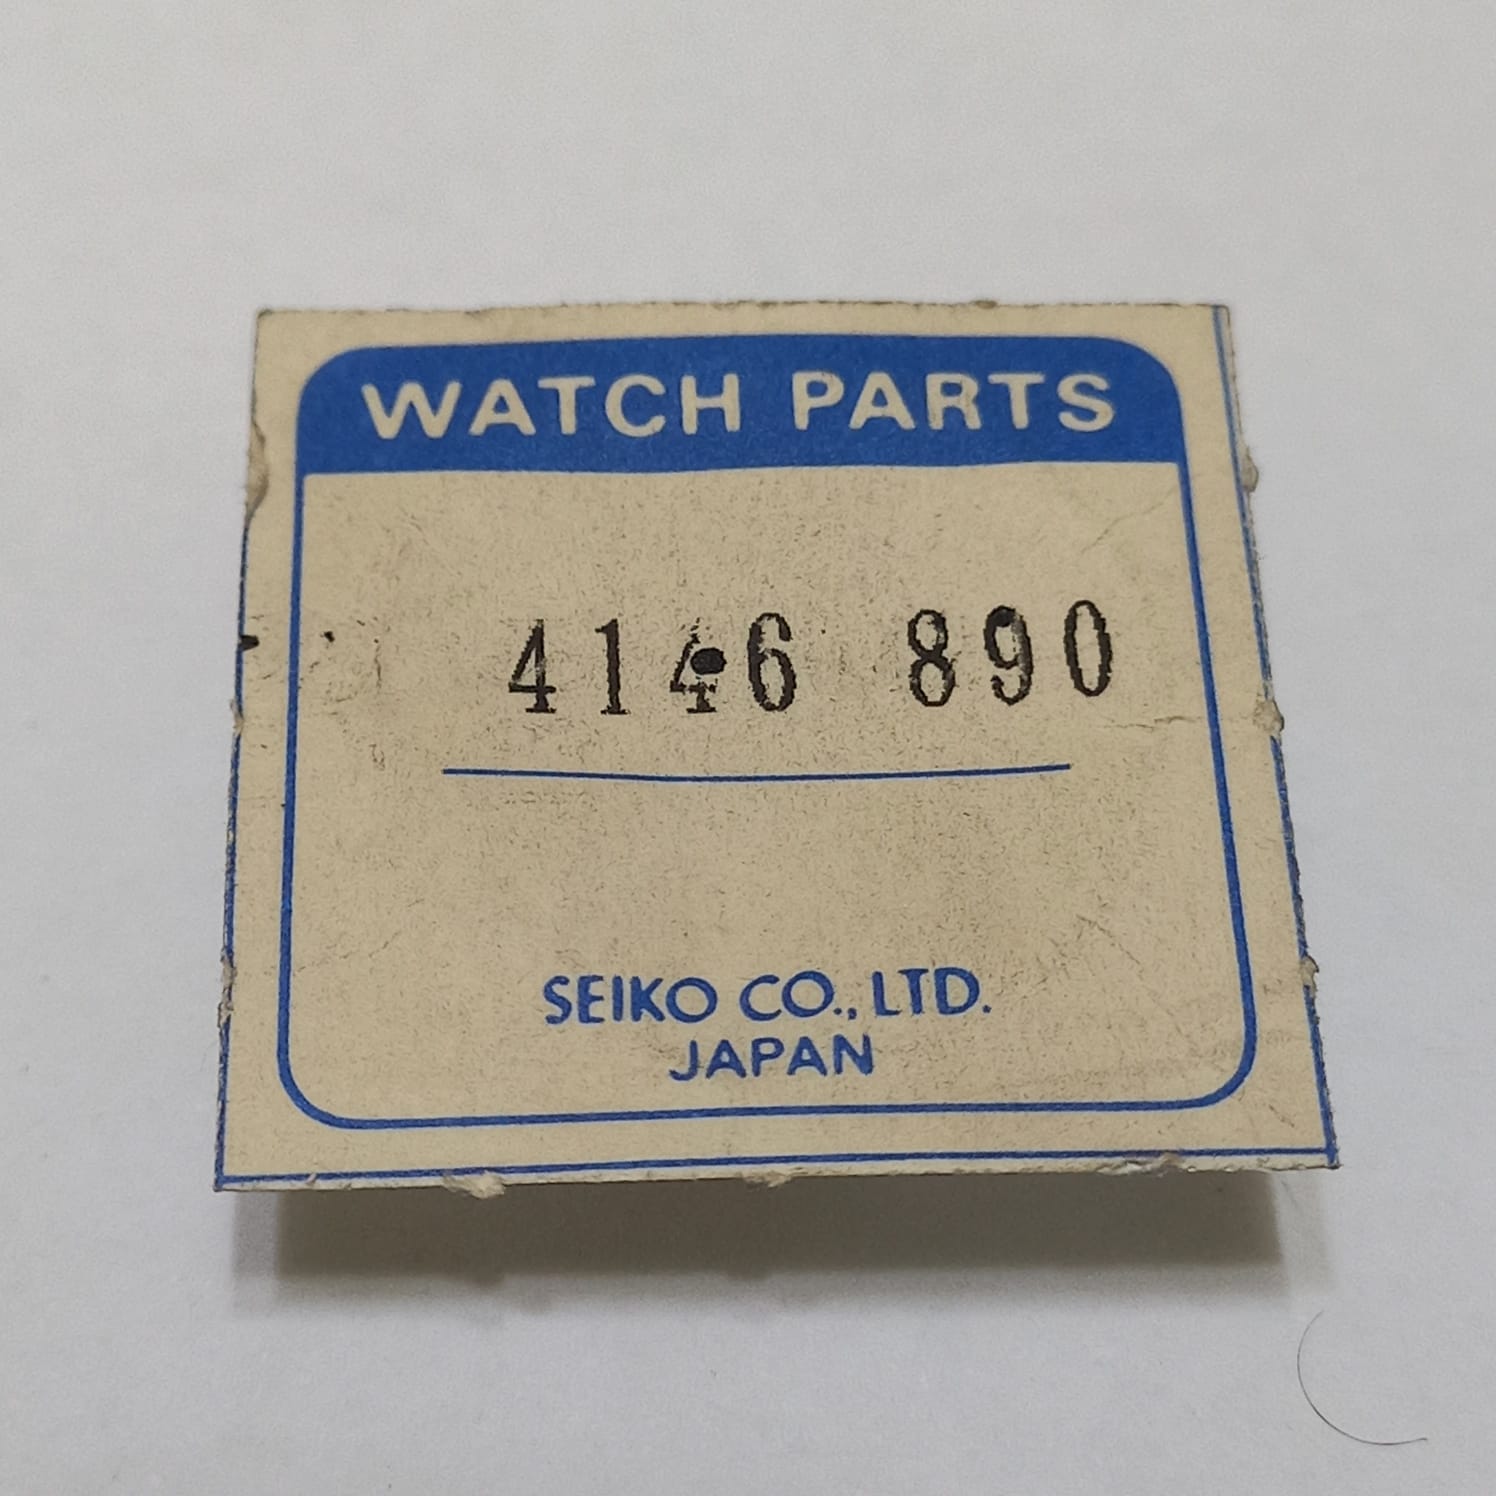 WATCH PARTS
4146 890
SEIKO CO., LTD.
JAPAN